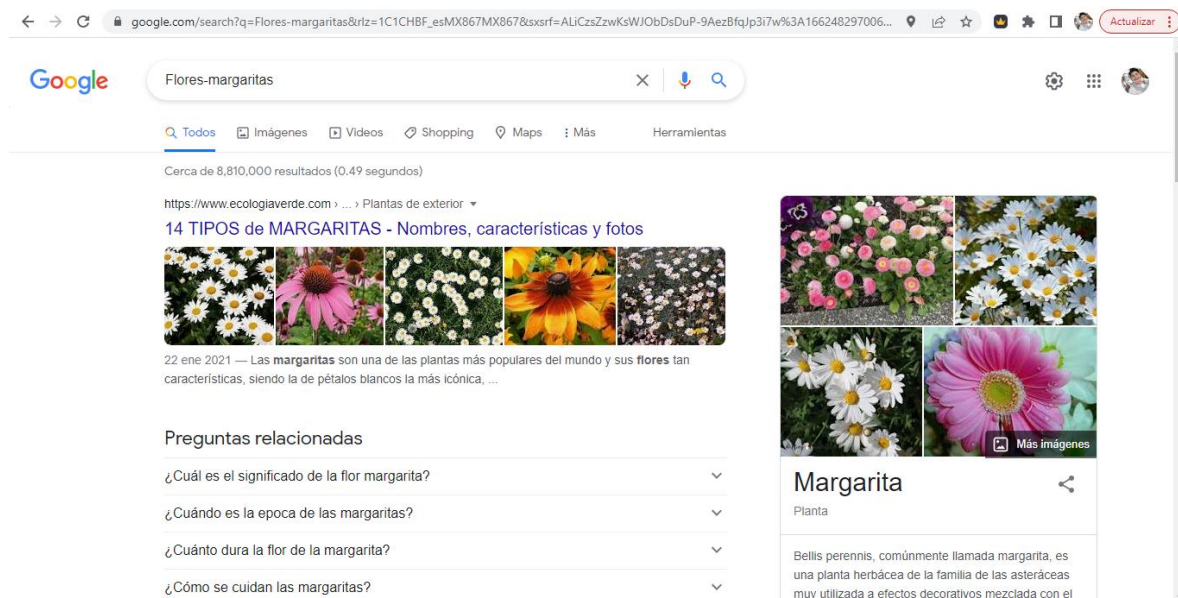 google.com/search?q=Flores-margaritas&rlz=1C1CHBF_esMX867MX867&sxsrf=ALiCzsZzwKsWJObDsDuP-9AezBfqJp3i7w%3A166248297006...
Actualizar
Google
Flores-margaritas
Todos
Imágenes
Videos
Shopping
Maps
Más
Herramientas
Cerca de 8,810,000 resultados (0.49 segundos)
https://www.ecologiaverde.com › ... › Plantas de exterior
14 TIPOS de MARGARITAS - Nombres, características y fotos
22 ene 2021 — Las margaritas son una de las plantas más populares del mundo y sus flores tan
características, siendo la de pétalos blancos la más icónica, ...
Preguntas relacionadas
¿Cuál es el significado de la flor margarita?
¿Cuándo es la epoca de las margaritas?
¿Cuánto dura la flor de la margarita?
¿Cómo se cuidan las margaritas?
Más imágenes
Margarita
Planta
Bellis perennis, comúnmente llamada margarita, es
una planta herbácea de la familia de las asteráceas
muy utilizada a efectos decorativos mezclada con el